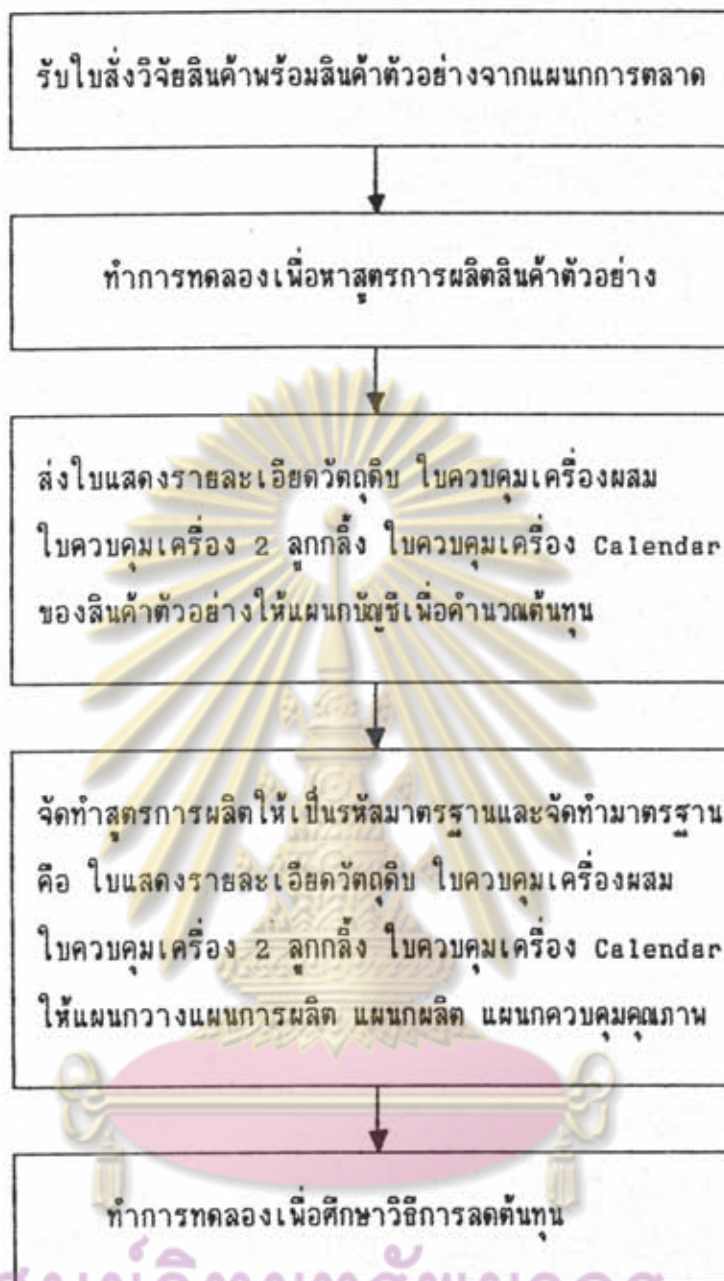 รับใบสั่งวิจัยสินค้าพร้อมสินค้าตัวอย่างจากแผนกการตลาด
ทำการทดลองเพื่อหาสูตรการผลิตสินค้าตัวอย่าง
ส่งใบแสดงรายละเอียดวัตถุดิบ ใบควบคุมเครื่องผสม
ใบควบคุมเครื่อง 2 ลูกกลิ้ง ใบควบคุมเครื่อง Calendar
ของสินค้าตัวอย่างให้แผนกบัญชีเพื่อคำนวณต้นทุน
จัดทำสูตรการผลิตให้เป็นรหัสมาตรฐานและจัดทำมาตรฐาน
คือ ใบแสดงรายละเอียดวัตถุดิบ ใบควบคุมเครื่องผสม
ใบควบคุมเครื่อง 2 ลูกกลิ้ง ใบควบคุมเครื่อง Calendar
ให้แผนกวางแผนการผลิต แผนกผลิต แผนกควบคุมคุณภาพ
ทำการทดลองเพื่อศึกษาวิธีการลดต้นทุน